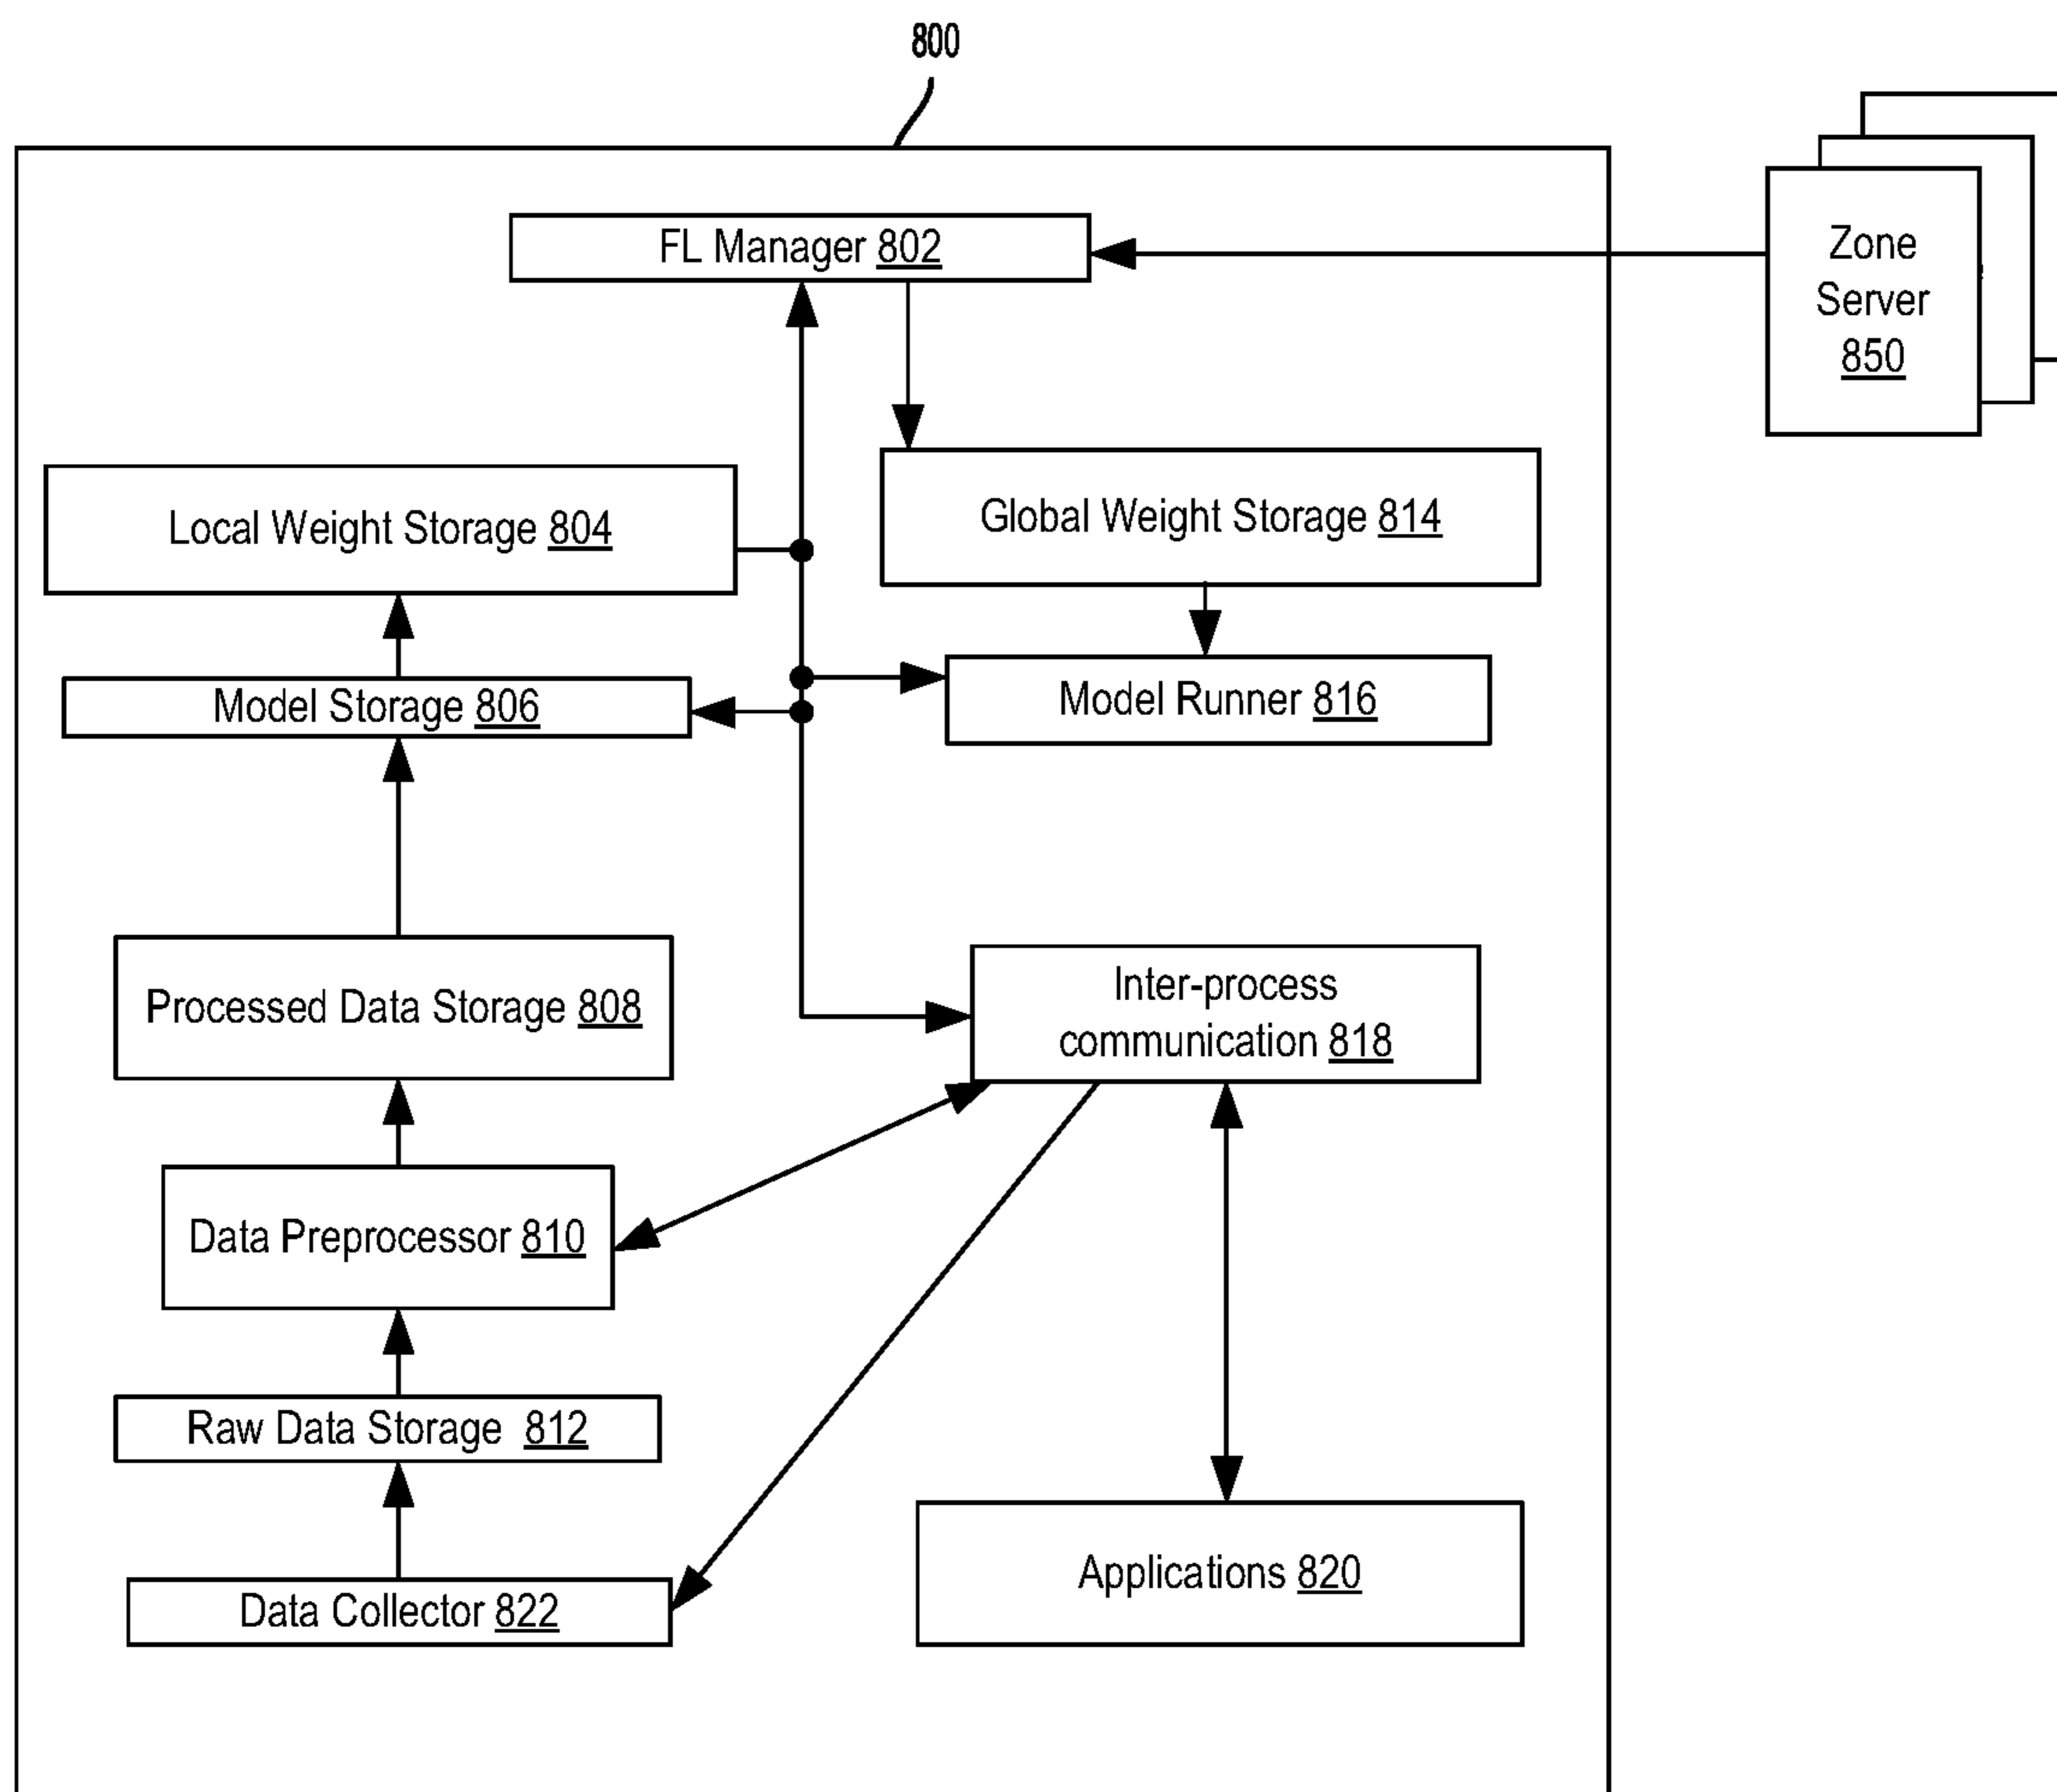 800
FL Manager 802
Zone
Server
850
Local Weight Storage 804
Global Weight Storage 814
Model Storage 806
Model Runner 816
Processed Data Storage 808
Inter-process
communication 818
Data Preprocessor 810
Raw Data Storage 812
Applications 820
Data Collector 822